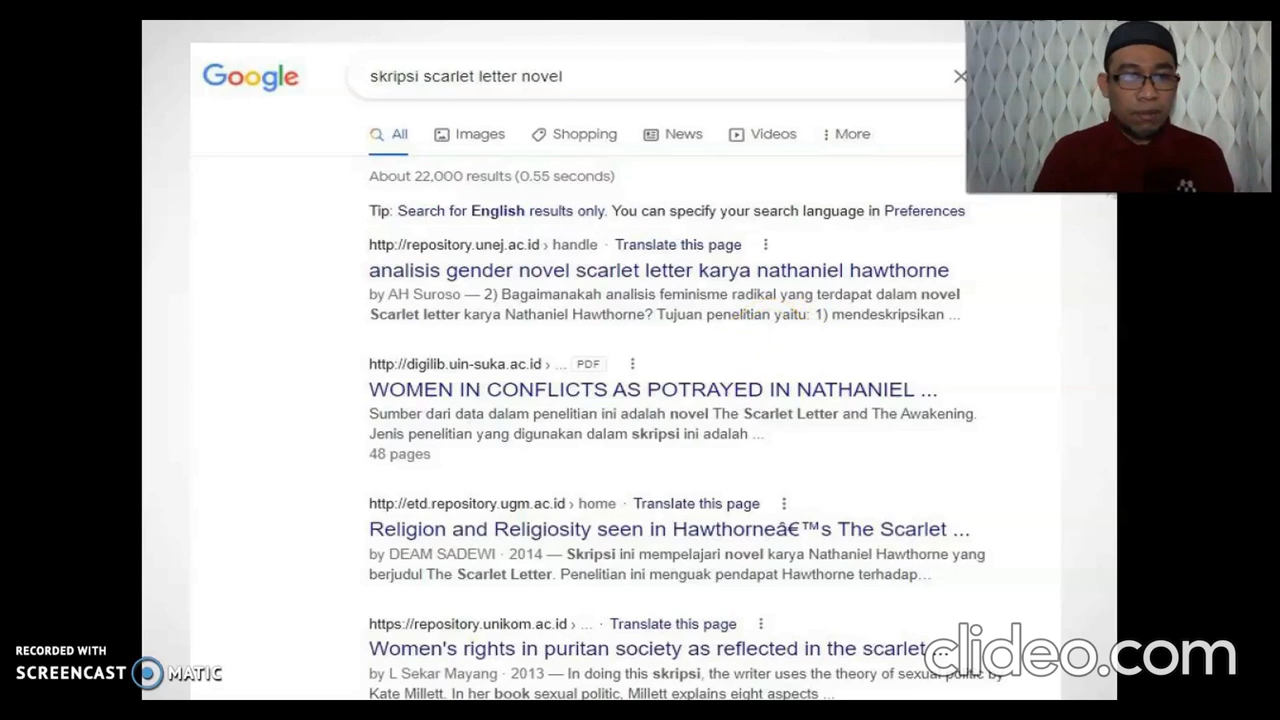 Google
skripsi scarlet letter novel
All Images Shopping News Videos More
About 22,000 results (0.55 seconds)
Tip: Search for English results only. You can specify your search language in Preferences
http://repository.unej.ac.id › handle · Translate this page
analisis gender novel scarlet letter karya nathaniel hawthorne
by AH Suroso — 2) Bagaimanakah analisis feminisme radikal yang terdapat dalam novel
Scarlet letter karya Nathaniel Hawthorne? Tujuan penelitian yaitu: 1) mendeskripsikan ...
http://digilib.uin-suka.ac.id › ... PDF
WOMEN IN CONFLICTS AS POTRAYED IN NATHANIEL ...
Sumber dari data dalam penelitian ini adalah novel The Scarlet Letter and The Awakening.
Jenis penelitian yang digunakan dalam skripsi ini adalah ...
48 pages
http://etd.repository.ugm.ac.id › home · Translate this page
Religion and Religiosity seen in Hawthorneâ€™s The Scarlet ...
by DEAM SADEWI · 2014 — Skripsi ini mempelajari novel karya Nathaniel Hawthorne yang
berjudul The Scarlet Letter. Penelitian ini menguak pendapat Hawthorne terhadap...
https://repository.unikom.ac.id › ... · Translate this page
Women's rights in puritan society as reflected in the scarlet ...
by L Sekar Mayang · 2013 — In doing this skripsi, the writer uses the theory of sexual politic by
Kate Millett. In her book sexual politic, Millett explains eight aspects ...
RECORDED WITH
SCREENCAST MATIC
clideo.com